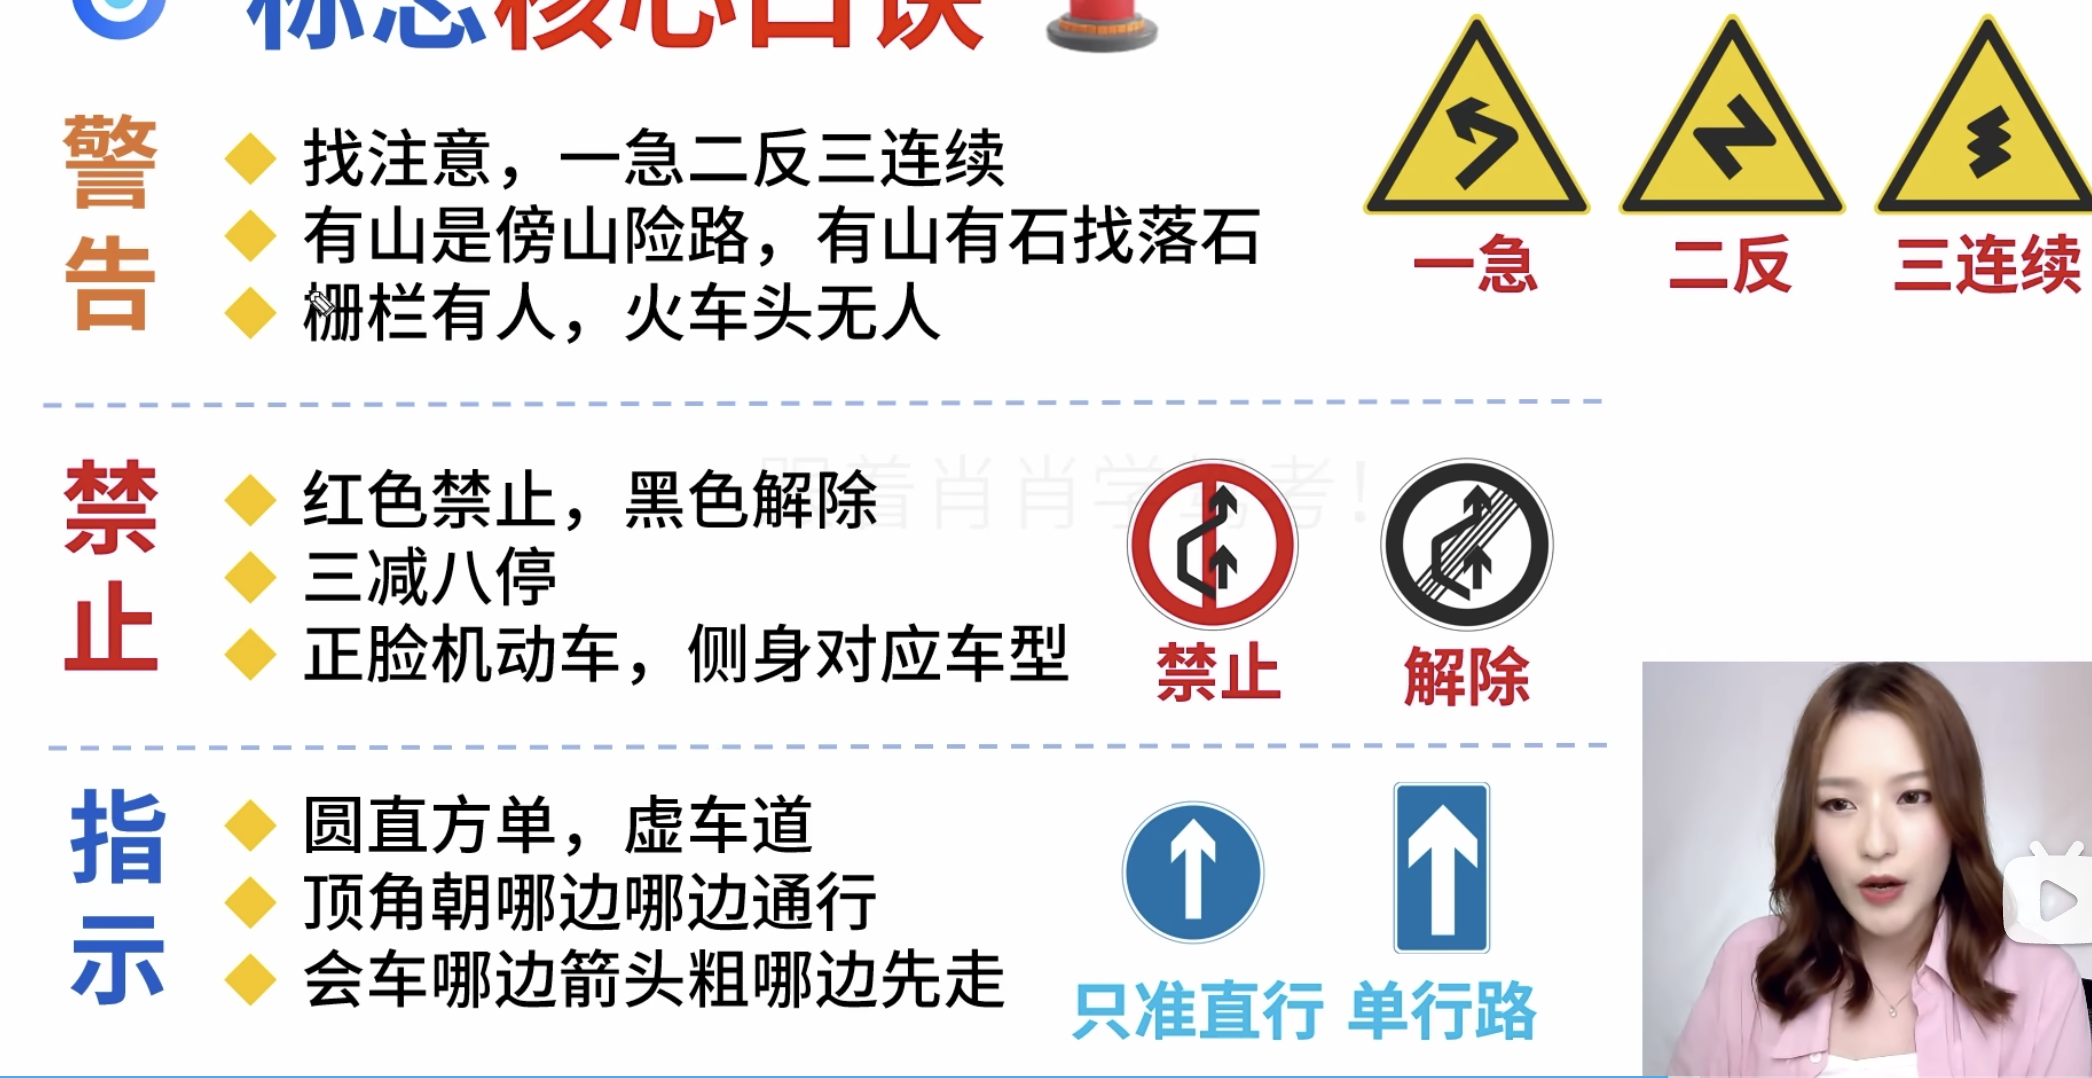 标志核心口诀
警告
找注意，一急二反三连续
有山是傍山险路，有山有石找落石
栅栏有人，火车头无人
一急 二反 三连续
禁止
红色禁止，黑色解除
三减八停
正脸机动车，侧身对应车型
跟着肖肖学驾考！
禁止 解除
指示
圆直方单，虚车道
顶角朝哪边哪边通行
会车哪边箭头粗哪边先走
只准直行 单行路